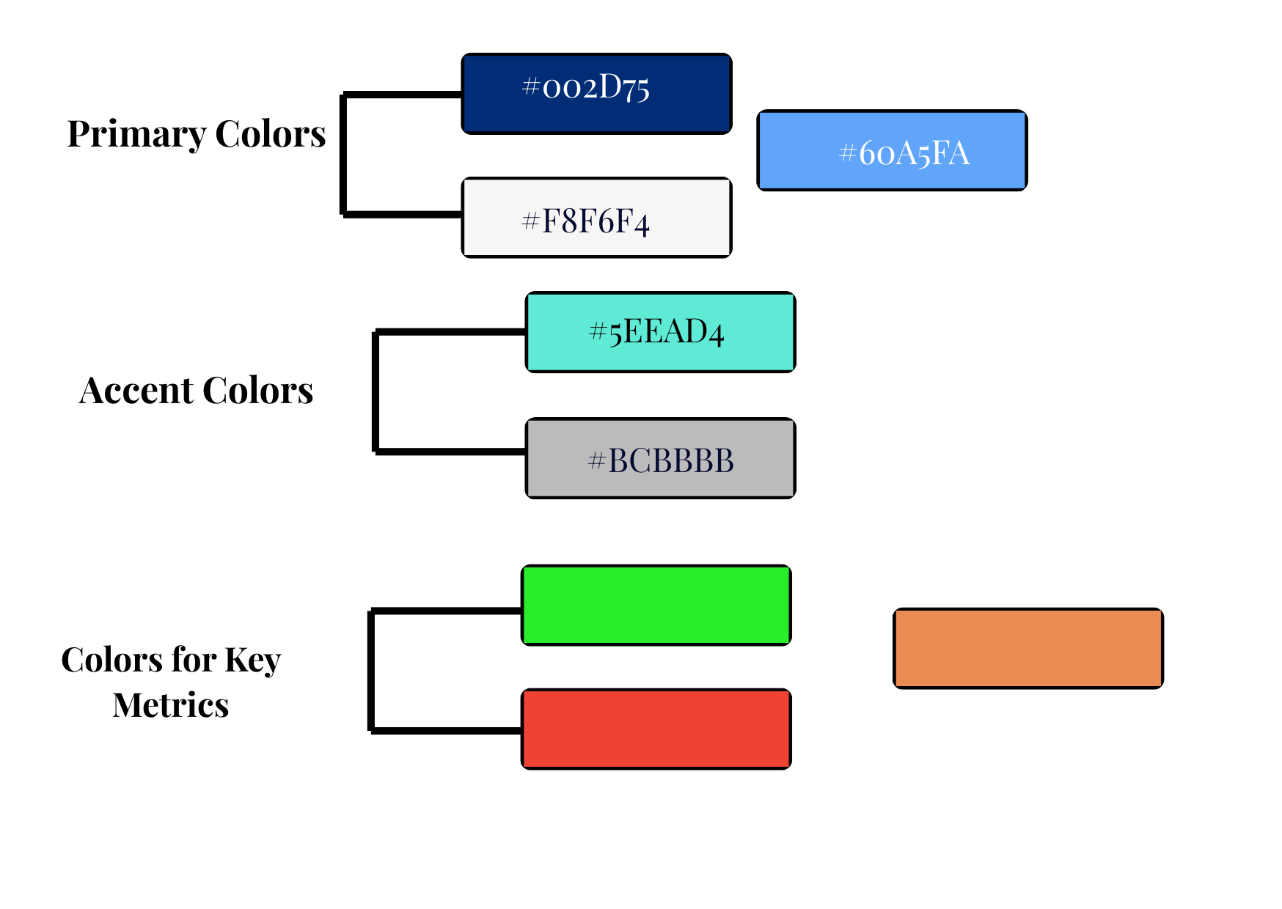 Primary Colors
#002D75
#60A5FA
#F8F6F4
Accent Colors
#5EEAD4
#BCBBBB
Colors for Key
Metrics